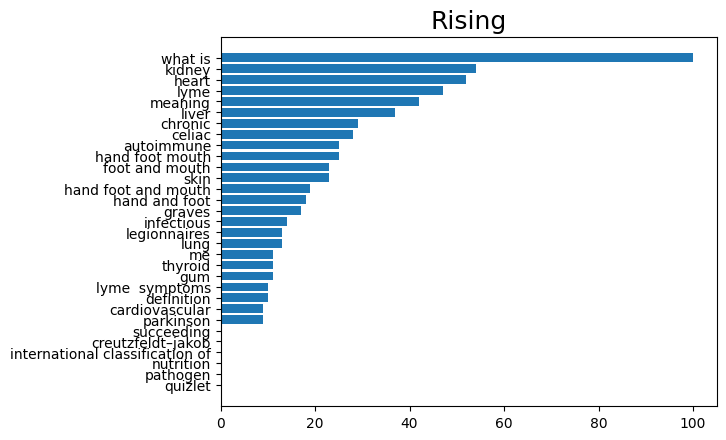 Rising
what is
kidney
heart
lyme
meaning
liver
chronic
celiac
autoimmune
hand foot mouth
foot and mouth
skin
hand foot and mouth
hand and foot
graves
infectious
legionnaires
lung
me
thyroid
gum
lyme  symptoms
definition
cardiovascular
parkinson
succeeding
creutzfeldt–jakob
international classification of
nutrition
pathogen
quizlet
0 20 40 60 80 100